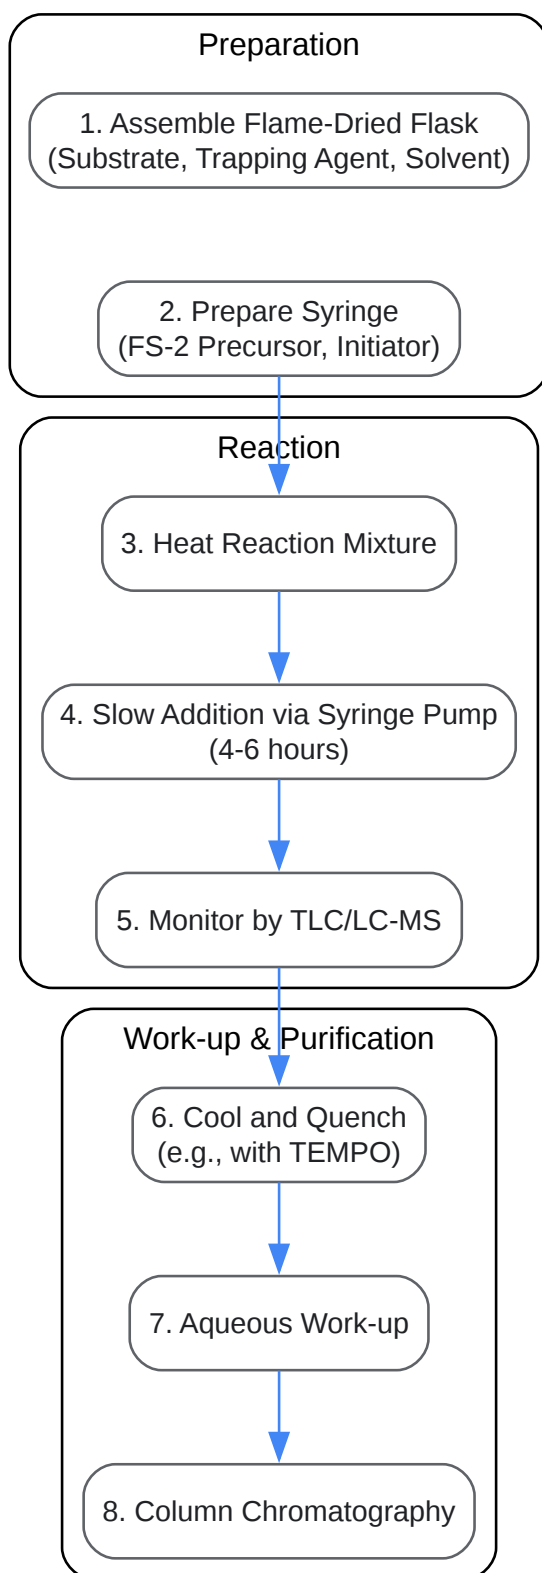 Preparation
1. Assemble Flame-Dried Flask
(Substrate, Trapping Agent, Solvent)
2. Prepare Syringe
(FS-2 Precursor, Initiator)
Reaction
3. Heat Reaction Mixture
4. Slow Addition via Syringe Pump
(4-6 hours)
5. Monitor by TLC/LC-MS
Work-up & Purification
6. Cool and Quench
(e.g., with TEMPO)
7. Aqueous Work-up
8. Column Chromatography